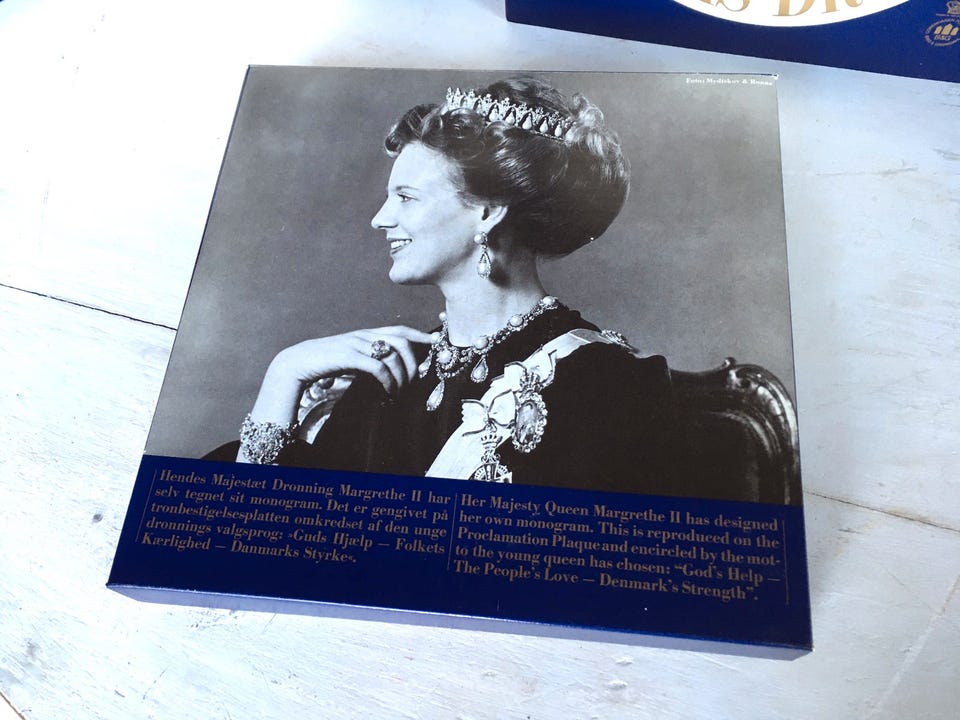 IS DR
B&G
Foto: Mydtskov & Rønne
Hendes Majestæt Dronning Margrethe II har
selv tegnet sit monogram. Det er gengivet på
tronbestigelsesplatten omkredset af den unge
dronnings valgsprog: »Guds Hjælp — Folkets
Kærlighed — Danmarks Styrke«.
Her Majesty Queen Margrethe II has designed
her own monogram. This is reproduced on the
Proclamation Plaque and encircled by the mot-
to the young queen has chosen: “God’s Help —
The People’s Love — Denmark’s Strength”.